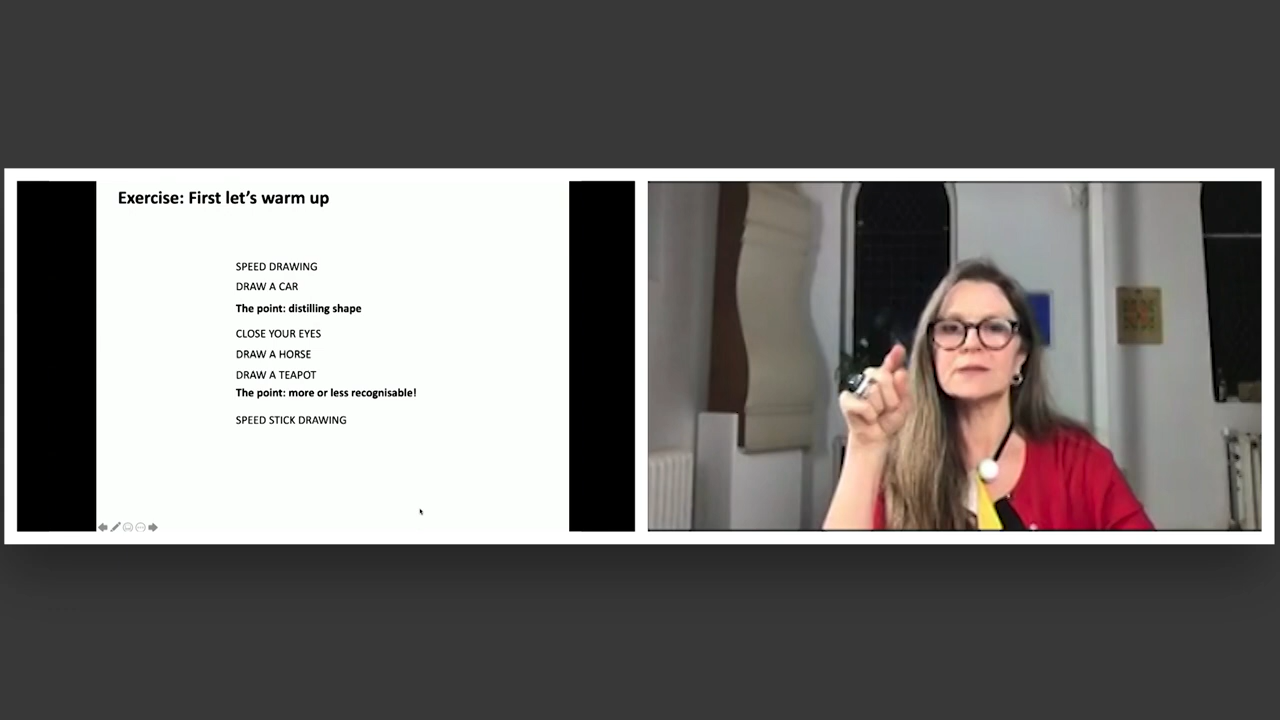 Exercise: First let's warm up
SPEED DRAWING
DRAW A CAR
The point: distilling shape
CLOSE YOUR EYES
DRAW A HORSE
DRAW A TEAPOT
The point: more or less recognisable!
SPEED STICK DRAWING